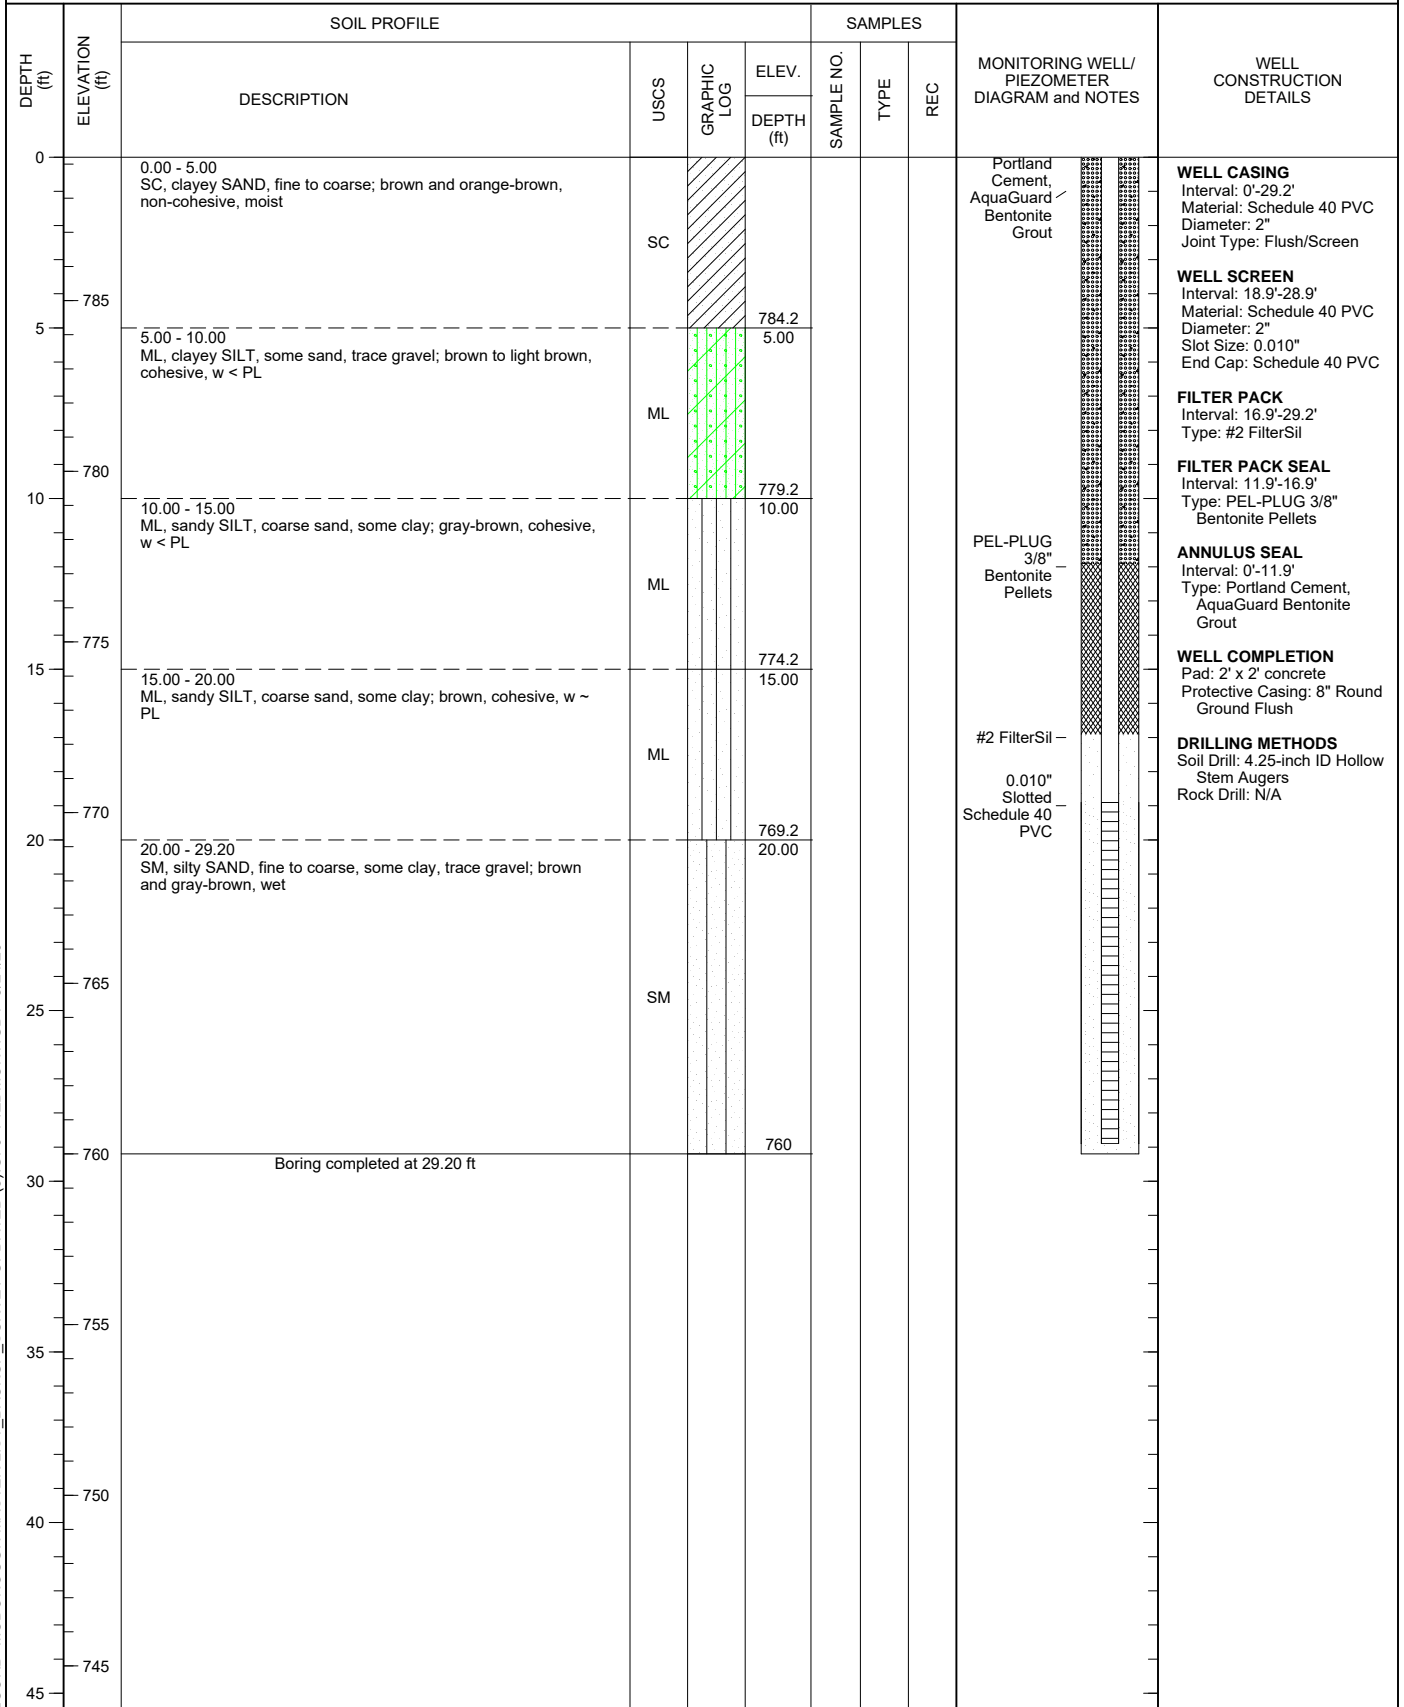 SOIL PROFILE
SAMPLES
DEPTH
(ft)
ELEVATION
(ft)
DESCRIPTION
USCS
GRAPHIC
LOG
ELEV.
DEPTH
(ft)
SAMPLE NO.
TYPE
REC
MONITORING WELL/
PIEZOMETER
DIAGRAM and NOTES
WELL
CONSTRUCTION
DETAILS
0
5
10
15
20
25
30
35
40
45
785
780
775
770
765
760
755
750
745
0.00 - 5.00
SC, clayey SAND, fine to coarse; brown and orange-brown,
non-cohesive, moist
SC
784.2
5.00
5.00 - 10.00
ML, clayey SILT, some sand, trace gravel; brown to light brown,
cohesive, w < PL
ML
779.2
10.00
10.00 - 15.00
ML, sandy SILT, coarse sand, some clay; gray-brown, cohesive,
w < PL
ML
774.2
15.00
15.00 - 20.00
ML, sandy SILT, coarse sand, some clay; brown, cohesive, w ~
PL
ML
769.2
20.00
20.00 - 29.20
SM, silty SAND, fine to coarse, some clay, trace gravel; brown
and gray-brown, wet
SM
760
Boring completed at 29.20 ft
Portland
Cement,
AquaGuard
Bentonite
Grout
PEL-PLUG
3/8"
Bentonite
Pellets
#2 FilterSil
0.010"
Slotted
Schedule 40
PVC
WELL CASING
Interval: 0'-29.2'
Material: Schedule 40 PVC
Diameter: 2"
Joint Type: Flush/Screen
WELL SCREEN
Interval: 18.9'-28.9'
Material: Schedule 40 PVC
Diameter: 2"
Slot Size: 0.010"
End Cap: Schedule 40 PVC
FILTER PACK
Interval: 16.9'-29.2'
Type: #2 FilterSil
FILTER PACK SEAL
Interval: 11.9'-16.9'
Type: PEL-PLUG 3/8"
Bentonite Pellets
ANNULUS SEAL
Interval: 0'-11.9'
Type: Portland Cement,
AquaGuard Bentonite
Grout
WELL COMPLETION
Pad: 2' x 2' concrete
Protective Casing: 8" Round
Ground Flush
DRILLING METHODS
Soil Drill: 4.25-inch ID Hollow
Stem Augers
Rock Drill: N/A